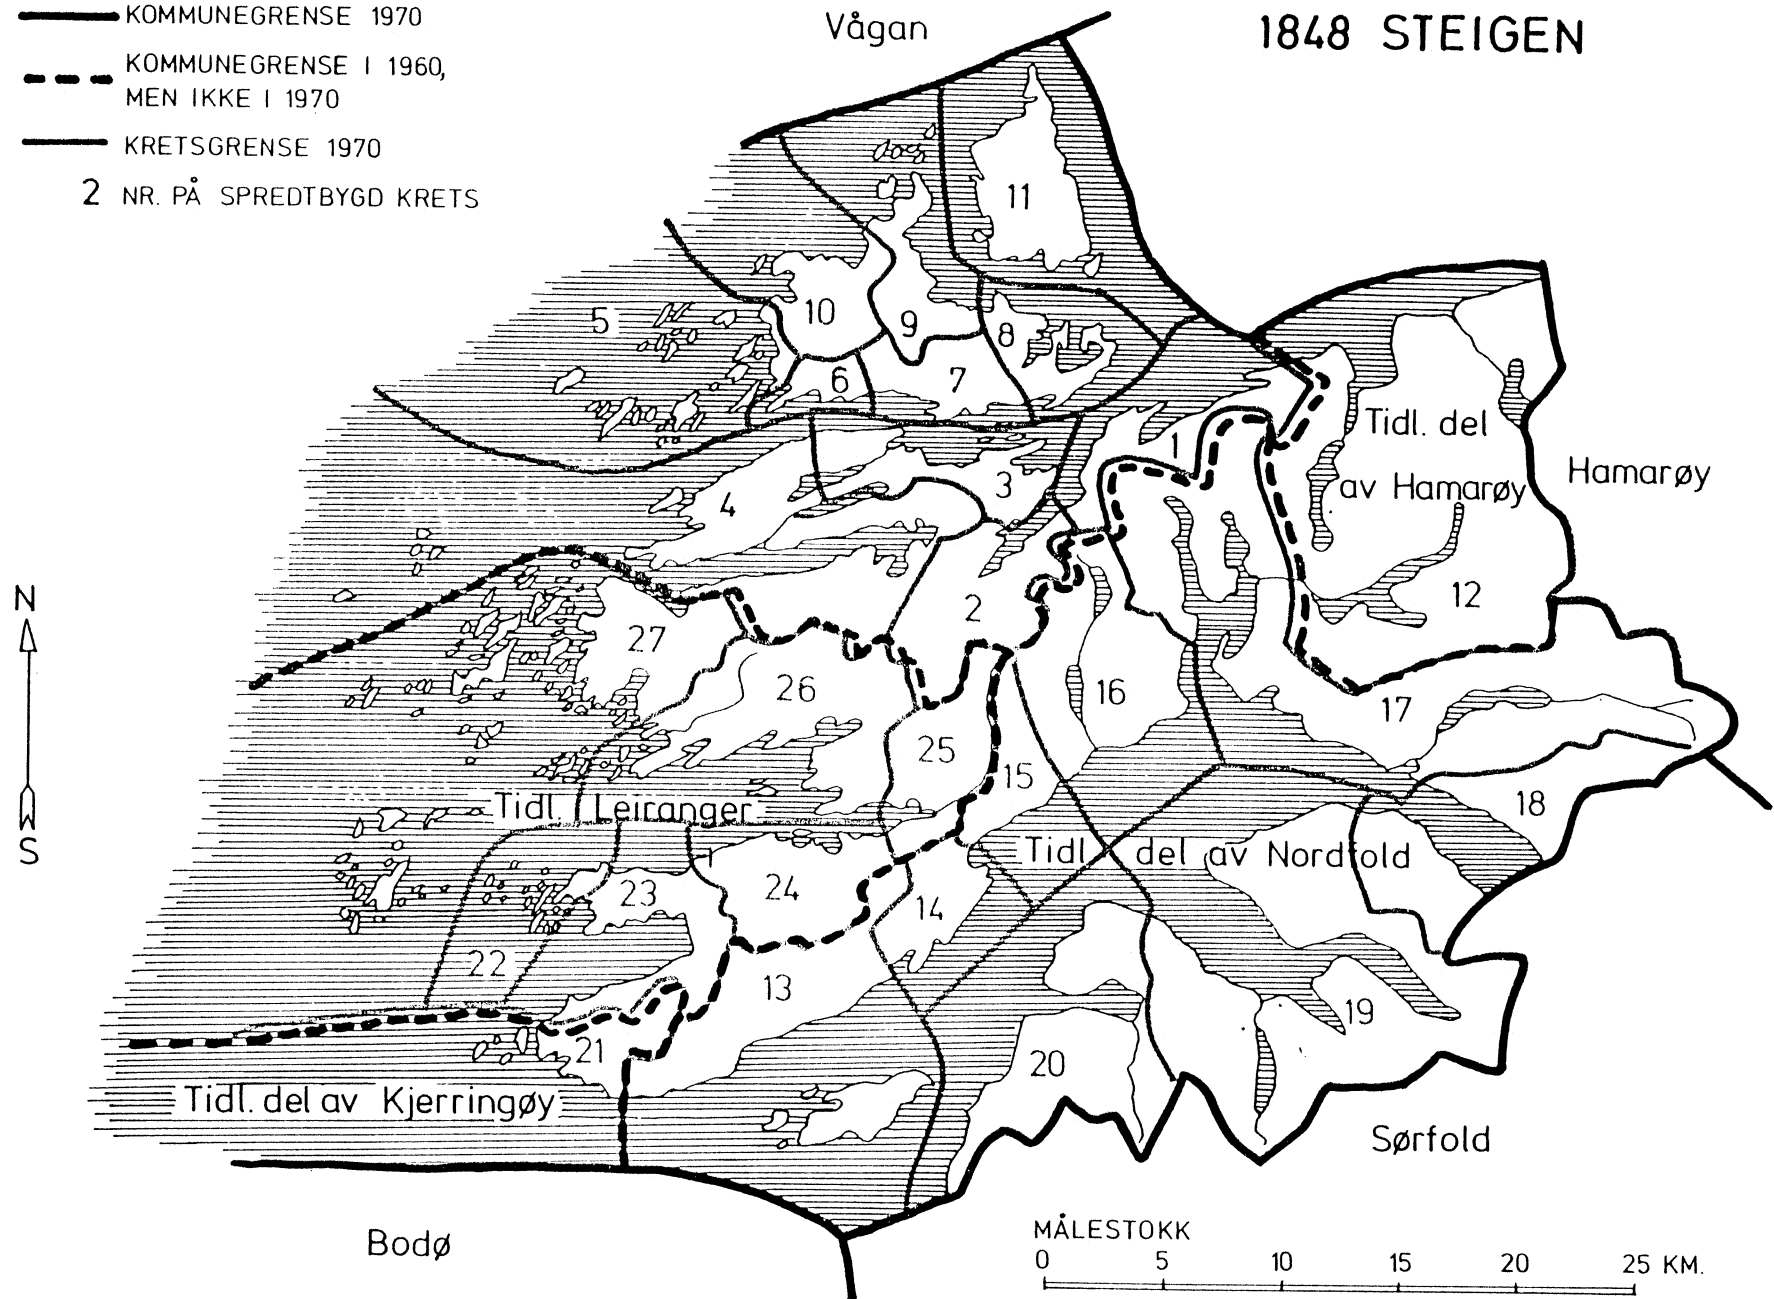 KOMMUNEGRENSE 1970
KOMMUNEGRENSE I 1960,
MEN IKKE I 1970
KRETSGRENSE 1970
2 NR. PÅ SPREDTBYGD KRETS
1848 STEIGEN
Vågan
11
10
5
9
8
6
7
Tidl. del
av Hamarøy
Hamarøy
1
3
4
N
S
12
2
27
26
16
17
25
15
18
Tidl. Leiranger
Tidl. del av Nordfold
23
24
14
22
13
19
21
20
Tidl. del av Kjerringøy
Sørfold
Bodø
MÅLESTOKK
0 5 10 15 20 25 KM.